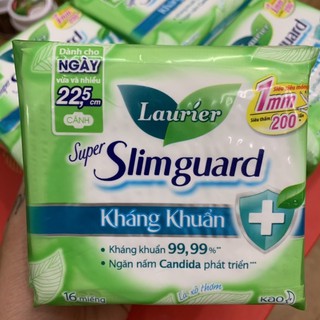 Dành cho
NGÀY
vừa và nhiều
22,5cm
CÁNH
Laurier
1mm
200
Super
Slimguard
Kháng Khuẩn
• Kháng khuẩn 99,99%**
• Ngăn nấm Candida phát triển***
16 miếng
Kao